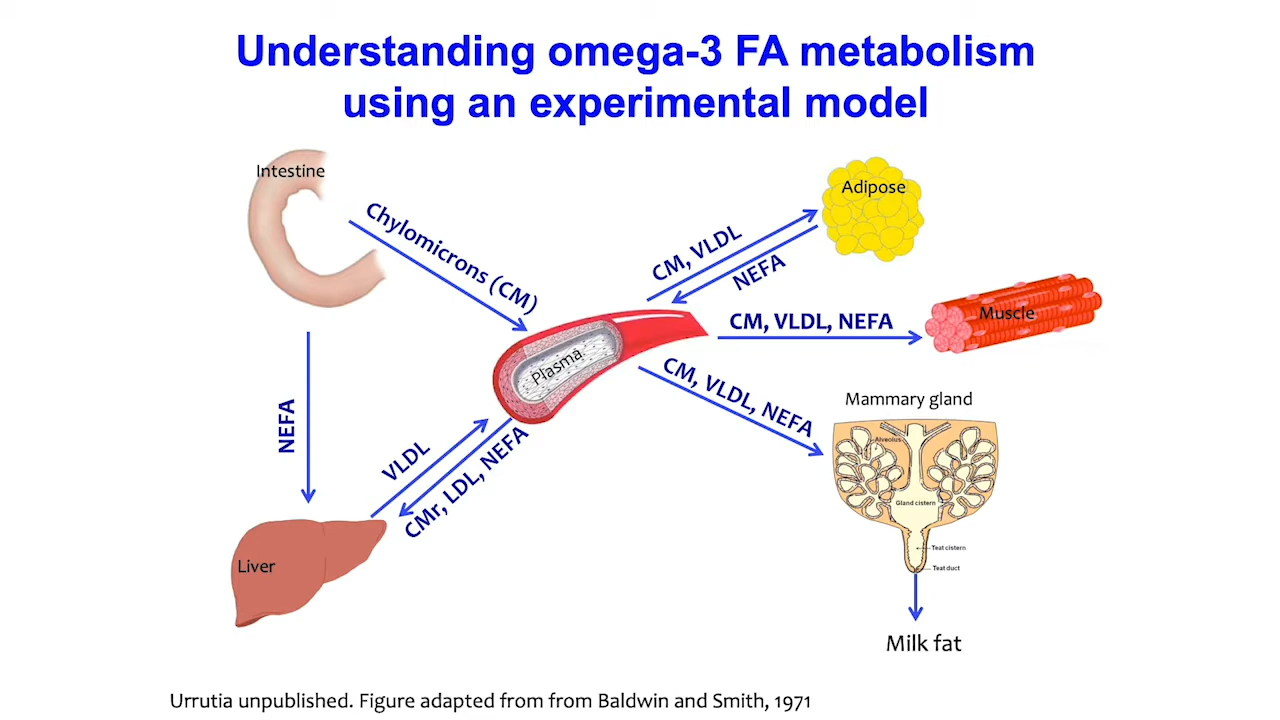 Understanding omega-3 FA metabolism
using an experimental model
Intestine
Chylomicrons (CM)
Adipose
CM, VLDL
NEFA
CM, VLDL, NEFA
Muscle
Plasma
CM, VLDL, NEFA
Mammary gland
Alveolus
Gland cistern
Teat cistern
Teat duct
NEFA
VLDL
CMr, LDL, NEFA
Liver
Milk fat
Urrutia unpublished. Figure adapted from from Baldwin and Smith, 1971